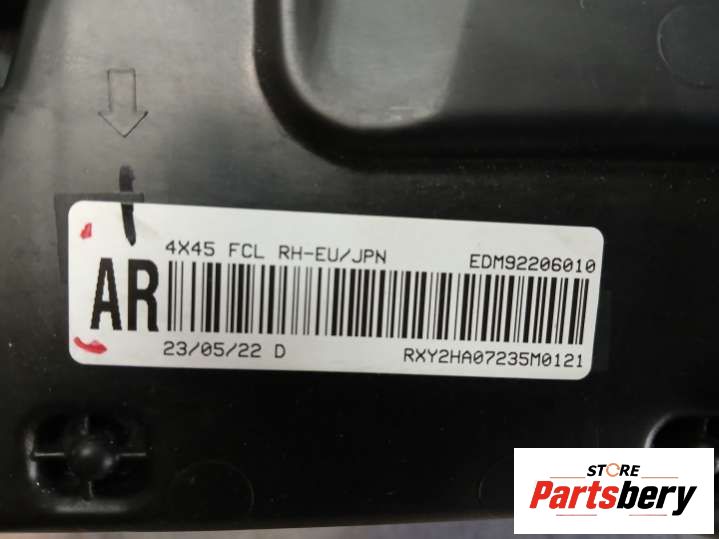 4X45 FCL RH-EU/JPN EDM92206010
AR
23/05/22 D RXY2HA07235M0121
STORE
Partsbery